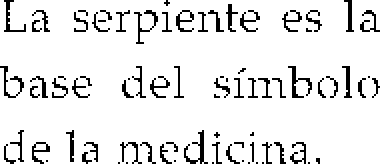 La serpiente es la
base del símbolo
de la medicina.